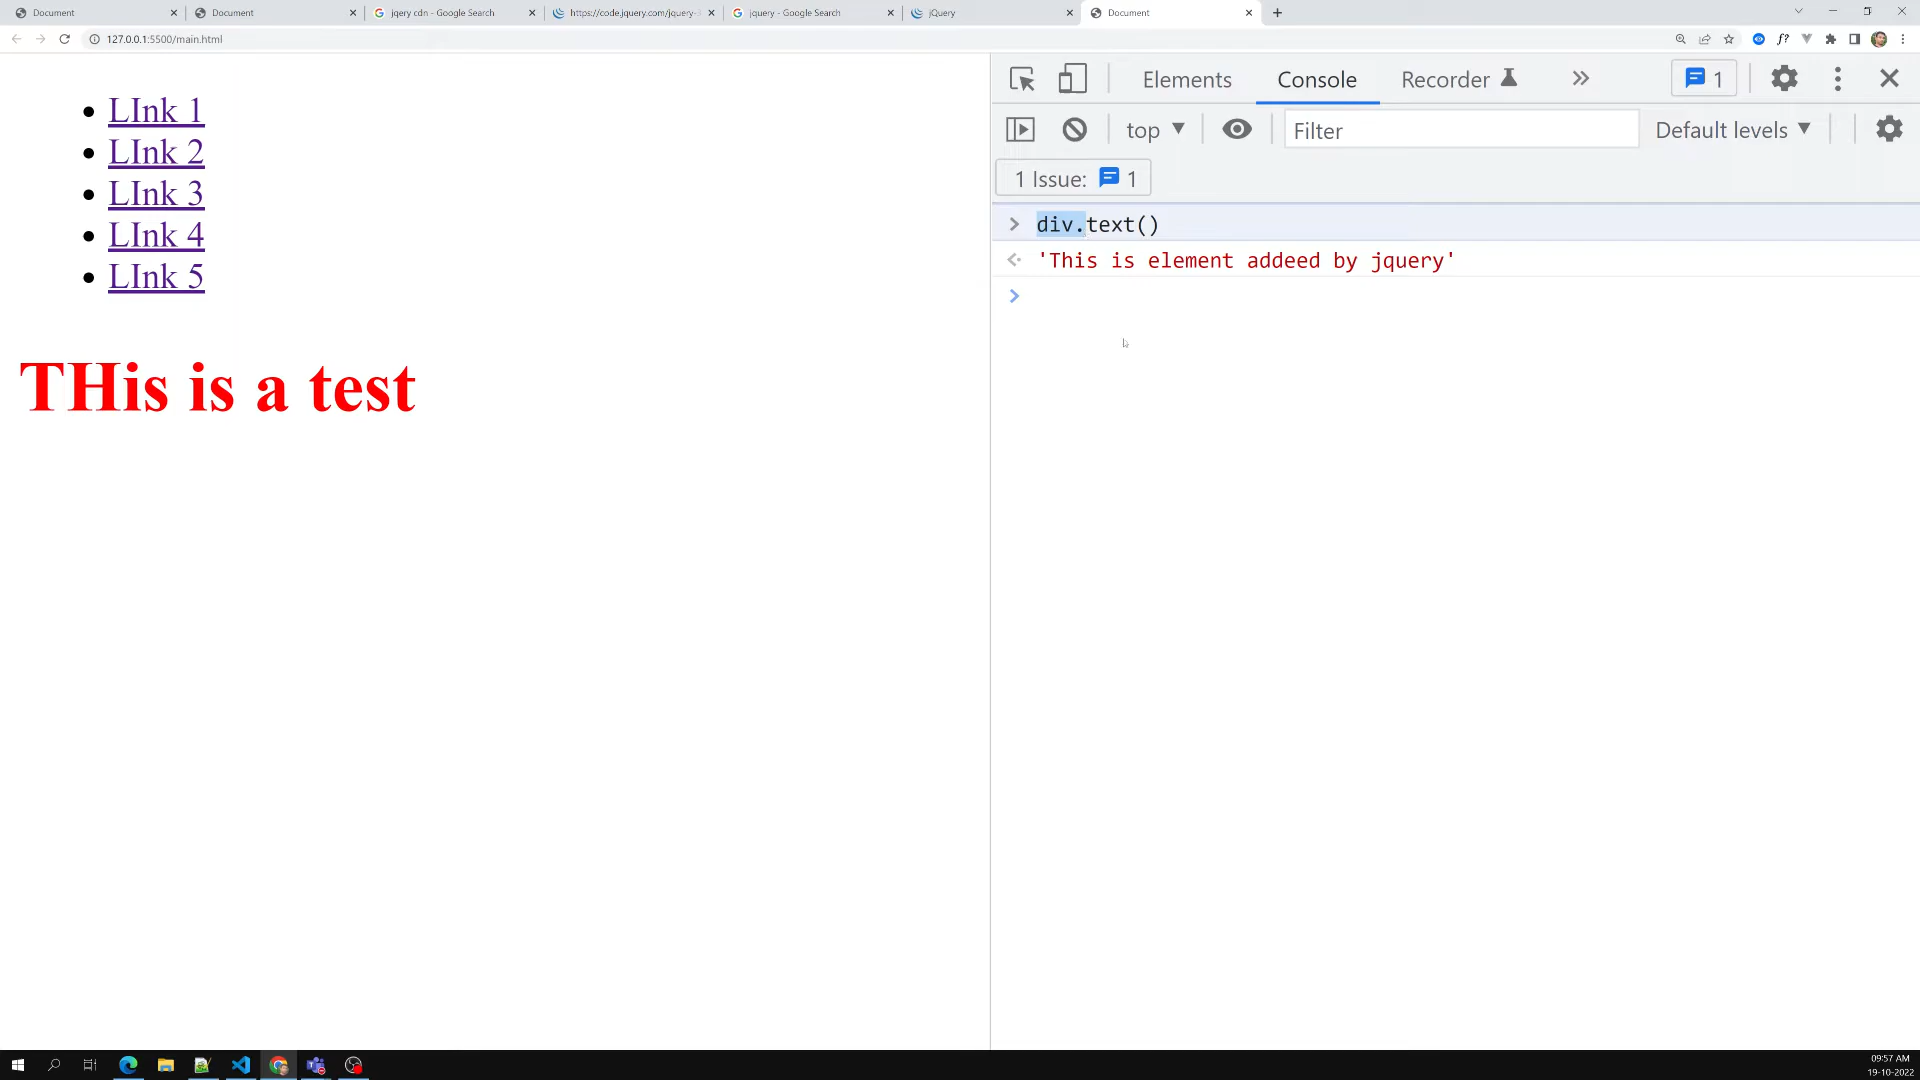 Document
Document
jqery cdn - Google Search
https://code.jquery.com/jquery-
jquery - Google Search
jQuery
Document
127.0.0.1:5500/main.html
f?
LInk 1
LInk 2
LInk 3
LInk 4
LInk 5
THis is a test
Elements
Console
Recorder
1
top
Filter
Default levels
1 Issue:
1
div.text()
'This is element addeed by jquery'
09:57 AM
19-10-2022